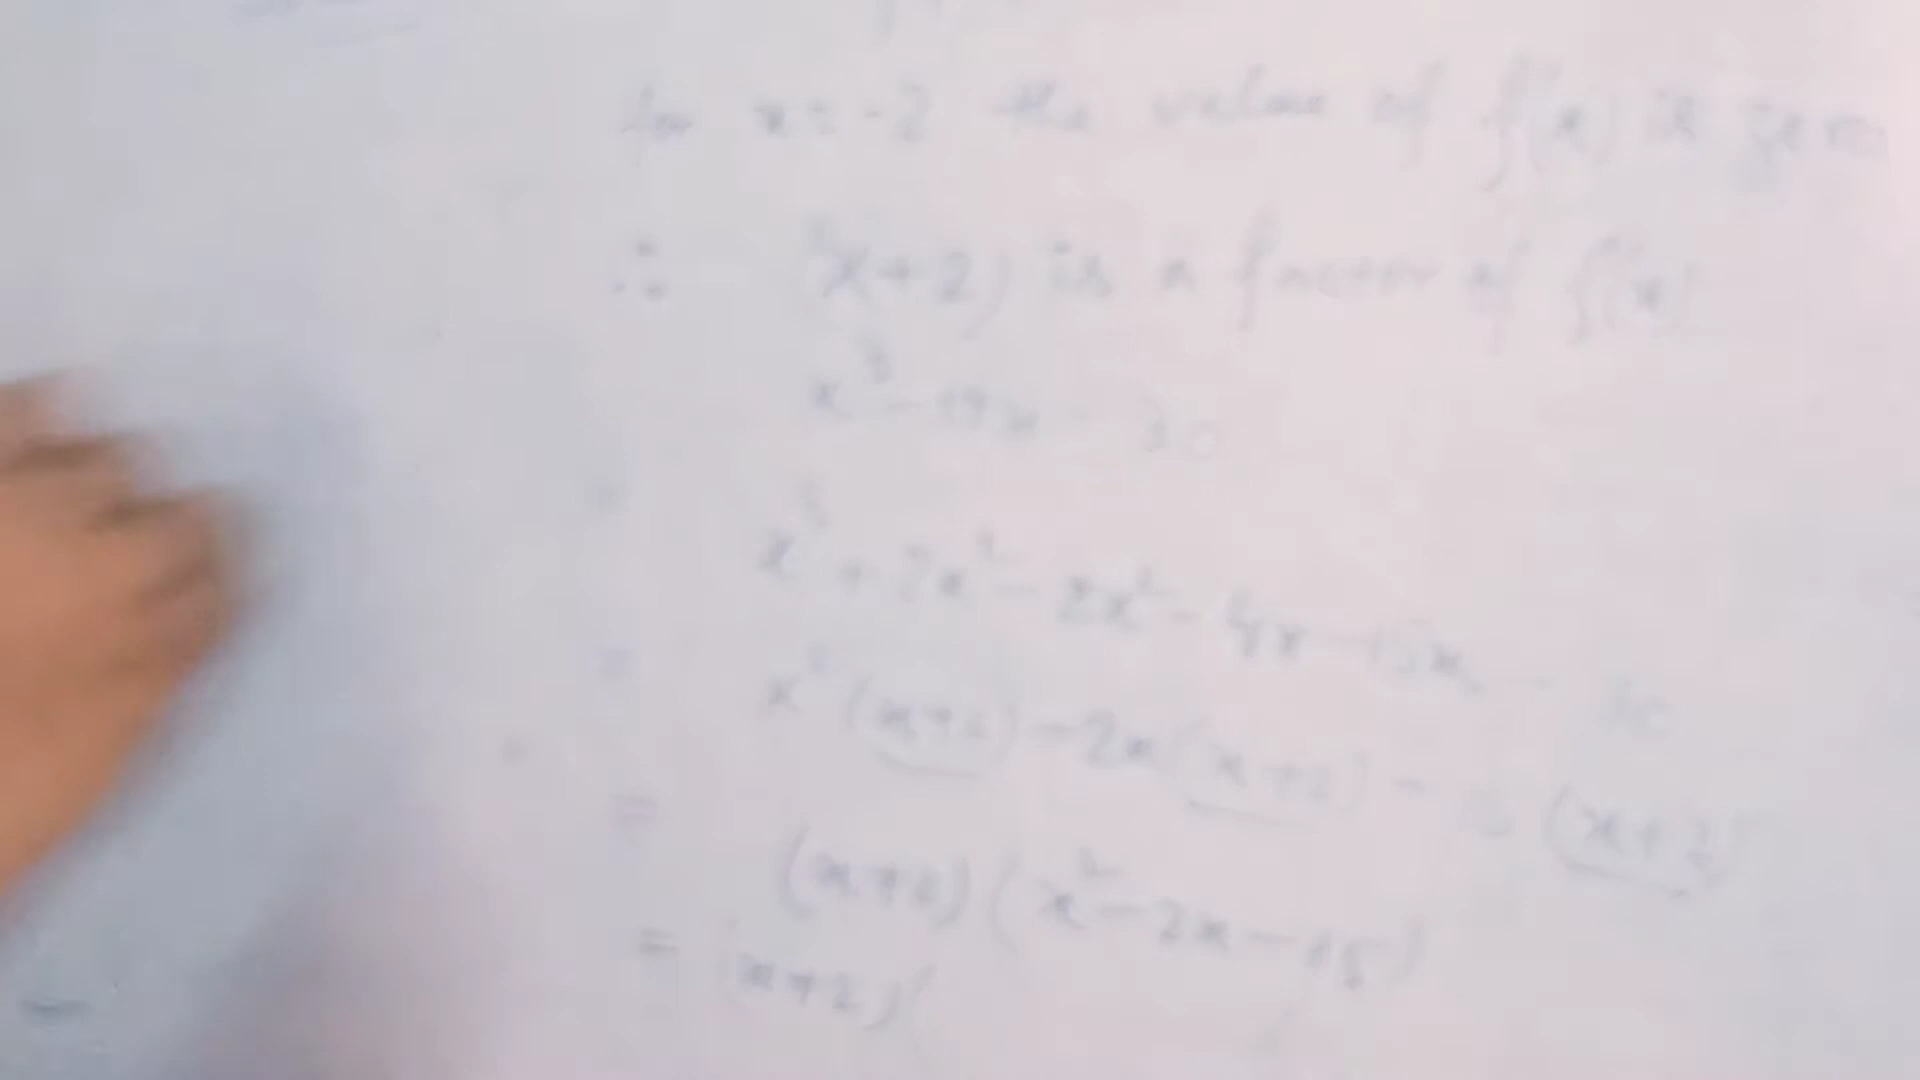 for x = -2 the value of f(x) is zero
∴ (x+2) is a factor of f(x)
x³ - 19x - 30
= x³ + 2x² - 2x² - 4x - 15x - 30
= x² (x+2) - 2x (x+2) - (x+2)
= (x+2) (x² - 2x - 15)
= (x+2) (